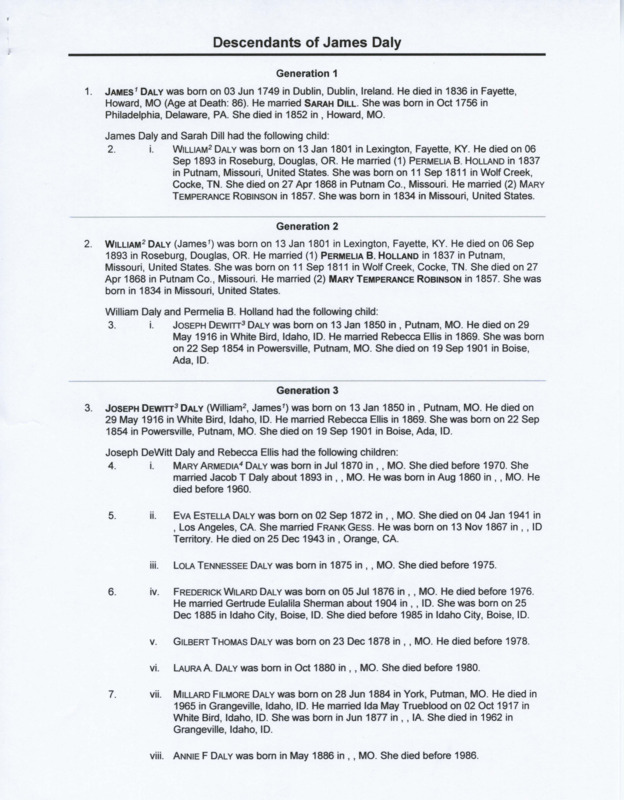 Descendants of James Daly
Generation 1
1. JAMES¹ DALY was born on 03 Jun 1749 in Dublin, Dublin, Ireland. He died in 1836 in Fayette,
Howard, MO (Age at Death: 86). He married SARAH DILL. She was born in Oct 1756 in
Philadelphia, Delaware, PA. She died in 1852 in , Howard, MO.
James Daly and Sarah Dill had the following child:
2. i. WILLIAM² DALY was born on 13 Jan 1801 in Lexington, Fayette, KY. He died on 06
Sep 1893 in Roseburg, Douglas, OR. He married (1) PERMELIA B. HOLLAND in 1837
in Putnam, Missouri, United States. She was born on 11 Sep 1811 in Wolf Creek,
Cocke, TN. She died on 27 Apr 1868 in Putnam Co., Missouri. He married (2) MARY
TEMPERANCE ROBINSON in 1857. She was born in 1834 in Missouri, United States.
Generation 2
2. WILLIAM² DALY (James¹) was born on 13 Jan 1801 in Lexington, Fayette, KY. He died on 06 Sep
1893 in Roseburg, Douglas, OR. He married (1) PERMELIA B. HOLLAND in 1837 in Putnam,
Missouri, United States. She was born on 11 Sep 1811 in Wolf Creek, Cocke, TN. She died on 27
Apr 1868 in Putnam Co., Missouri. He married (2) MARY TEMPERANCE ROBINSON in 1857. She was
born in 1834 in Missouri, United States.
William Daly and Permelia B. Holland had the following child:
3. i. JOSEPH DEWITT³ DALY was born on 13 Jan 1850 in , Putnam, MO. He died on 29
May 1916 in White Bird, Idaho, ID. He married Rebecca Ellis in 1869. She was born
on 22 Sep 1854 in Powersville, Putnam, MO. She died on 19 Sep 1901 in Boise,
Ada, ID.
Generation 3
3. JOSEPH DEWITT³ DALY (William², James¹) was born on 13 Jan 1850 in , Putnam, MO. He died on
29 May 1916 in White Bird, Idaho, ID. He married Rebecca Ellis in 1869. She was born on 22 Sep
1854 in Powersville, Putnam, MO. She died on 19 Sep 1901 in Boise, Ada, ID.
Joseph DeWitt Daly and Rebecca Ellis had the following children:
4. i. MARY ARMEDIA⁴ DALY was born in Jul 1870 in , , MO. She died before 1970. She
married Jacob T Daly about 1893 in , , MO. He was born in Aug 1860 in , , MO. He
died before 1960.
5. ii. EVA ESTELLA DALY was born on 02 Sep 1872 in , , MO. She died on 04 Jan 1941 in
, Los Angeles, CA. She married FRANK GESS. He was born on 13 Nov 1867 in , , ID
Territory. He died on 25 Dec 1943 in , Orange, CA.
iii. LOLA TENNESSEE DALY was born in 1875 in , , MO. She died before 1975.
6. iv. FREDERICK WILARD DALY was born on 05 Jul 1876 in , , MO. He died before 1976.
He married Gertrude Eulalila Sherman about 1904 in , , ID. She was born on 25
Dec 1885 in Idaho City, Boise, ID. She died before 1985 in Idaho City, Boise, ID.
v. GILBERT THOMAS DALY was born on 23 Dec 1878 in , , MO. He died before 1978.
vi. LAURA A. DALY was born in Oct 1880 in , , MO. She died before 1980.
7. vii. MILLARD FILMORE DALY was born on 28 Jun 1884 in York, Putman, MO. He died in
1965 in Grangeville, Idaho, ID. He married Ida May Trueblood on 02 Oct 1917 in
White Bird, Idaho, ID. She was born in Jun 1877 in , , IA. She died in 1962 in
Grangeville, Idaho, ID.
viii. ANNIE F DALY was born in May 1886 in , , MO. She died before 1986.